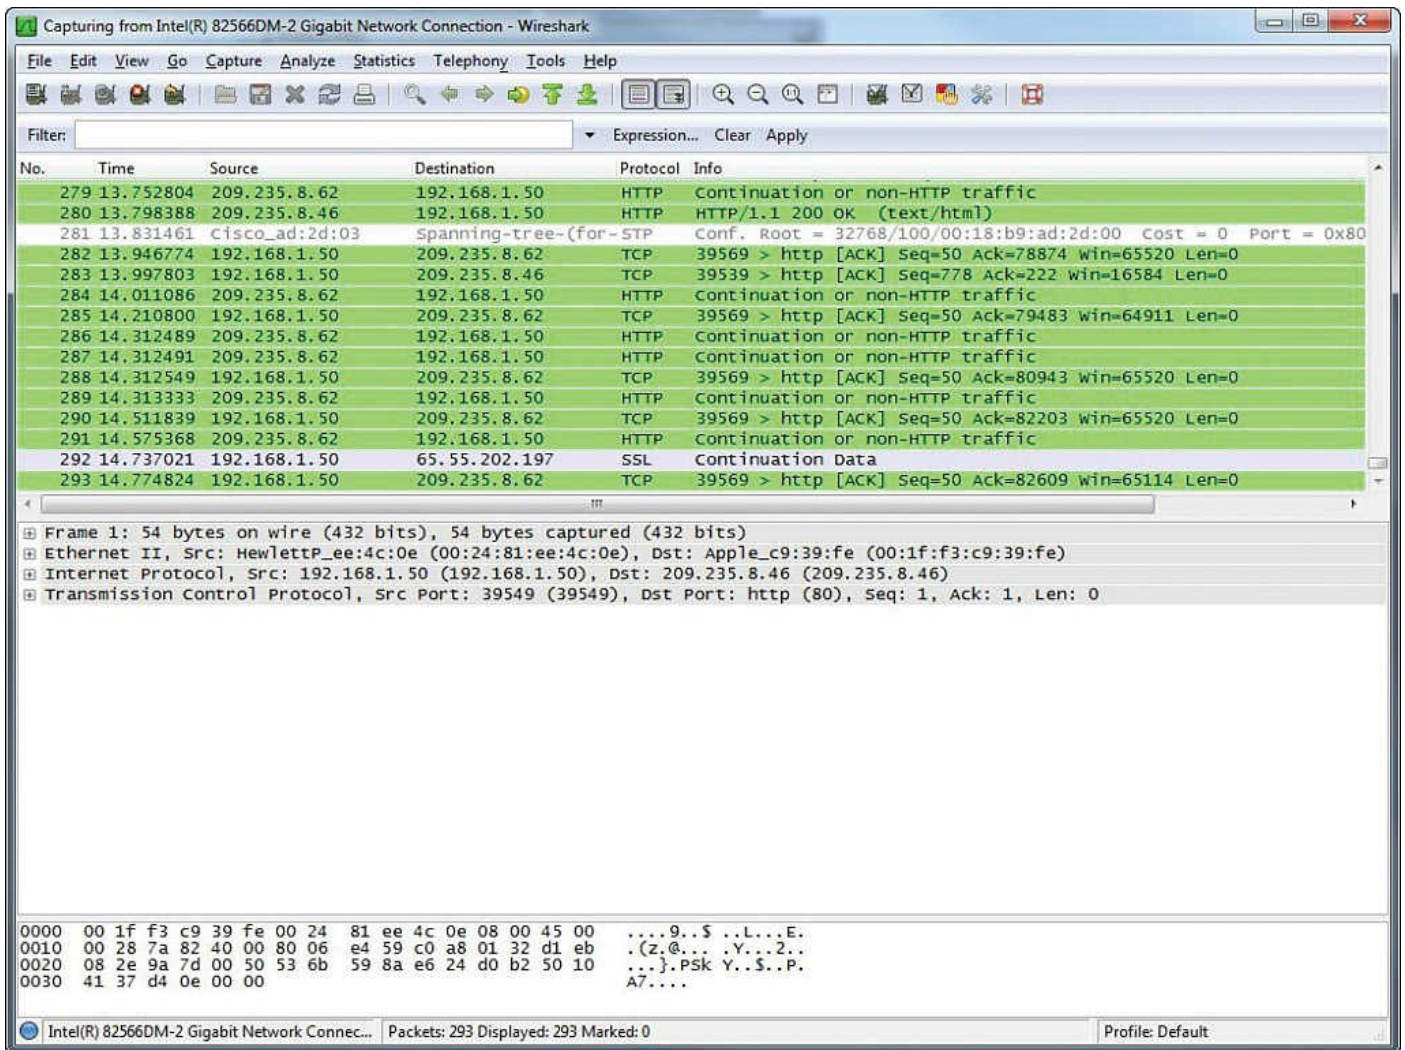 Capturing from Intel(R) 82566DM-2 Gigabit Network Connection - Wireshark
File Edit View Go Capture Analyze Statistics Telephony Tools Help
Filter: Expression... Clear Apply
No. Time Source Destination Protocol Info
279 13.752804 209.235.8.62 192.168.1.50 HTTP Continuation or non-HTTP traffic
280 13.798388 209.235.8.46 192.168.1.50 HTTP HTTP/1.1 200 OK (text/html)
281 13.831461 Cisco_ad:2d:03 Spanning-tree-(for- STP Conf. Root = 32768/100/00:18:b9:ad:2d:00 Cost = 0 Port = 0x80
282 13.946774 192.168.1.50 209.235.8.62 TCP 39569 > http [ACK] Seq=50 Ack=78874 Win=65520 Len=0
283 13.997803 192.168.1.50 209.235.8.46 TCP 39539 > http [ACK] Seq=778 Ack=222 Win=16584 Len=0
284 14.011086 209.235.8.62 192.168.1.50 HTTP Continuation or non-HTTP traffic
285 14.210800 192.168.1.50 209.235.8.62 TCP 39569 > http [ACK] Seq=50 Ack=79483 Win=64911 Len=0
286 14.312489 209.235.8.62 192.168.1.50 HTTP Continuation or non-HTTP traffic
287 14.312491 209.235.8.62 192.168.1.50 HTTP Continuation or non-HTTP traffic
288 14.312549 192.168.1.50 209.235.8.62 TCP 39569 > http [ACK] Seq=50 Ack=80943 Win=65520 Len=0
289 14.313333 209.235.8.62 192.168.1.50 HTTP Continuation or non-HTTP traffic
290 14.511839 192.168.1.50 209.235.8.62 TCP 39569 > http [ACK] Seq=50 Ack=82203 Win=65520 Len=0
291 14.575368 209.235.8.62 192.168.1.50 HTTP Continuation or non-HTTP traffic
292 14.737021 192.168.1.50 65.55.202.197 SSL Continuation Data
293 14.774824 192.168.1.50 209.235.8.62 TCP 39569 > http [ACK] Seq=50 Ack=82609 Win=65114 Len=0
Frame 1: 54 bytes on wire (432 bits), 54 bytes captured (432 bits)
Ethernet II, Src: HewlettP_ee:4c:0e (00:24:81:ee:4c:0e), Dst: Apple_c9:39:fe (00:1f:f3:c9:39:fe)
Internet Protocol, Src: 192.168.1.50 (192.168.1.50), Dst: 209.235.8.46 (209.235.8.46)
Transmission Control Protocol, Src Port: 39549 (39549), Dst Port: http (80), Seq: 1, Ack: 1, Len: 0
0000 00 1f f3 c9 39 fe 00 24 81 ee 4c 0e 08 00 45 00 ....9..$ ..L...E.
0010 00 28 7a 82 40 00 80 06 e4 59 c0 a8 01 32 d1 eb .(z.@... .Y...2..
0020 08 2e 9a 7d 00 50 53 6b 59 8a e6 24 d0 b2 50 10 ...}.PSk Y..$..P.
0030 41 37 d4 0e 00 00 A7....
Intel(R) 82566DM-2 Gigabit Network Connec... Packets: 293 Displayed: 293 Marked: 0 Profile: Default